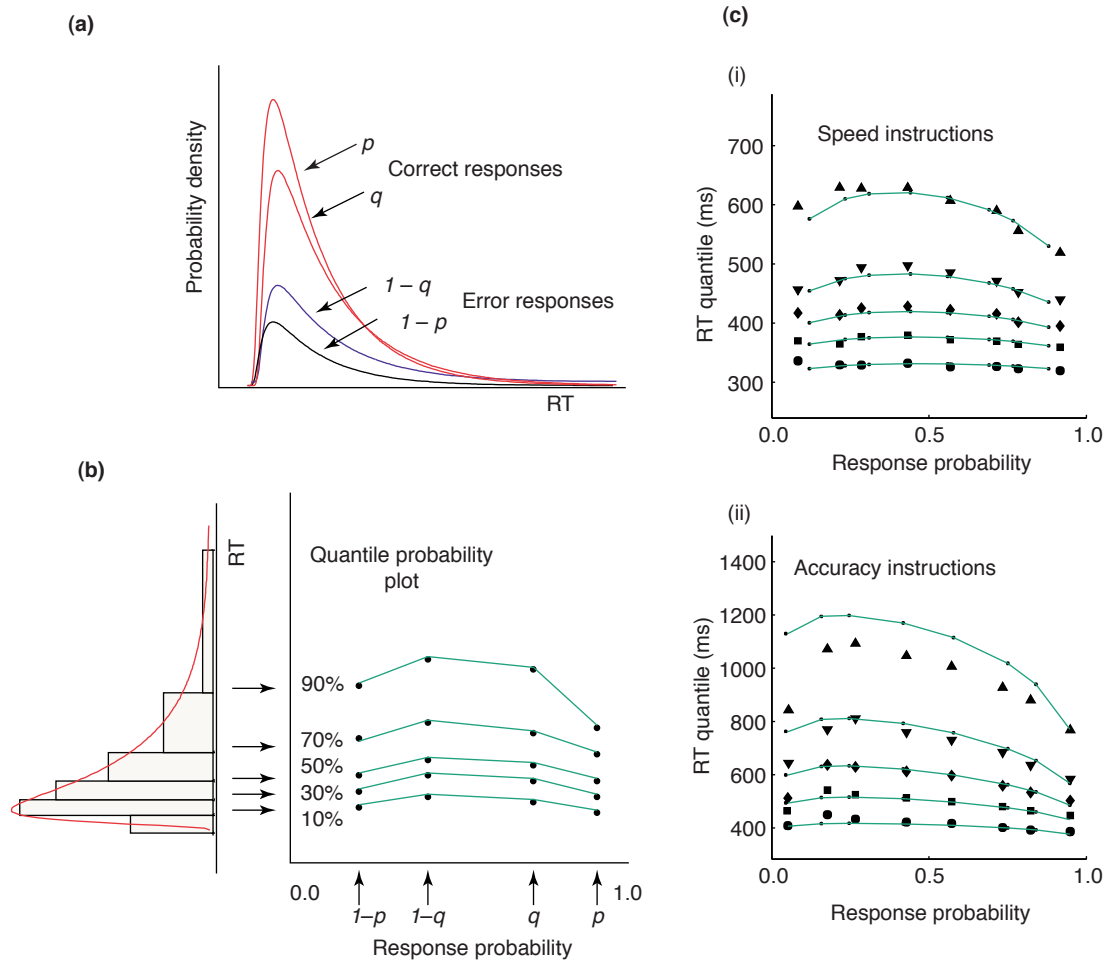 (a)
Probability density
p
Correct responses
q
1 – q
Error responses
1 – p
RT
(b)
RT
Quantile probability
plot
90%
70%
50%
30%
10%
0.0
1.0
1–p
1–q
q
p
Response probability
(c)
(i)
Speed instructions
RT quantile (ms)
700
600
500
400
300
0.0
0.5
1.0
Response probability
(ii)
Accuracy instructions
RT quantile (ms)
1400
1200
1000
800
600
400
0.0
0.5
1.0
Response probability